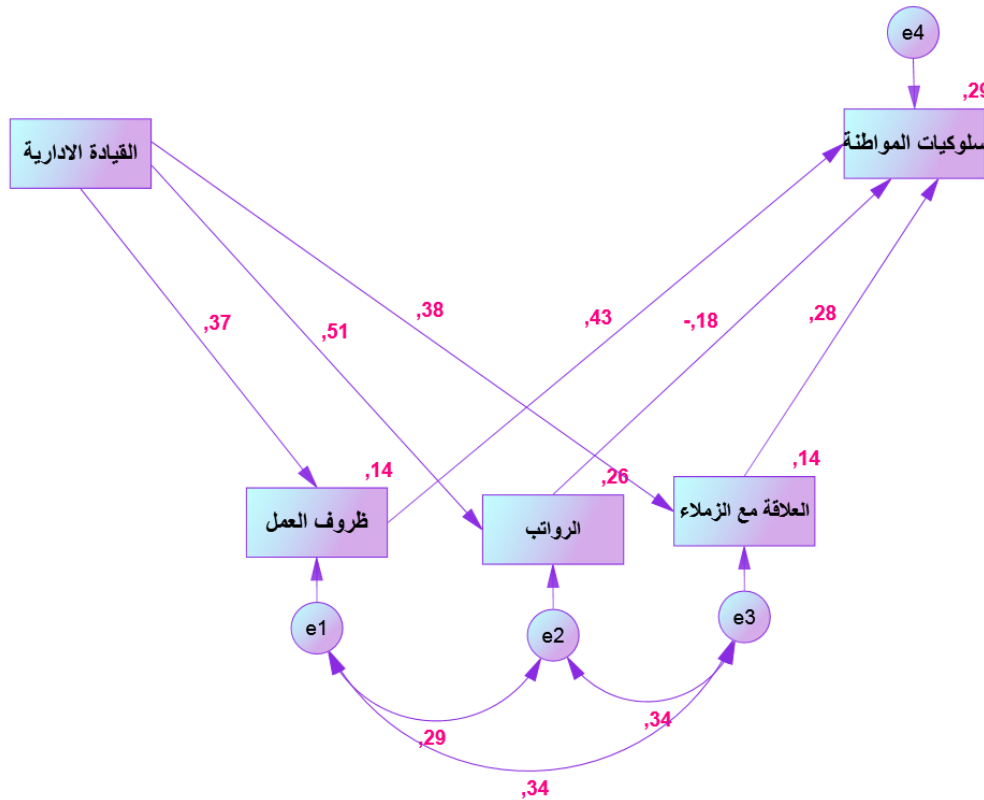 e4
,29
سلوكيات المواطنة
القيادة الادارية
,37
,51
,38
,43
-,18
,28
,14
,26
,14
ظروف العمل
الرواتب
العلاقة مع الزملاء
e1
e2
e3
,29
,34
,34